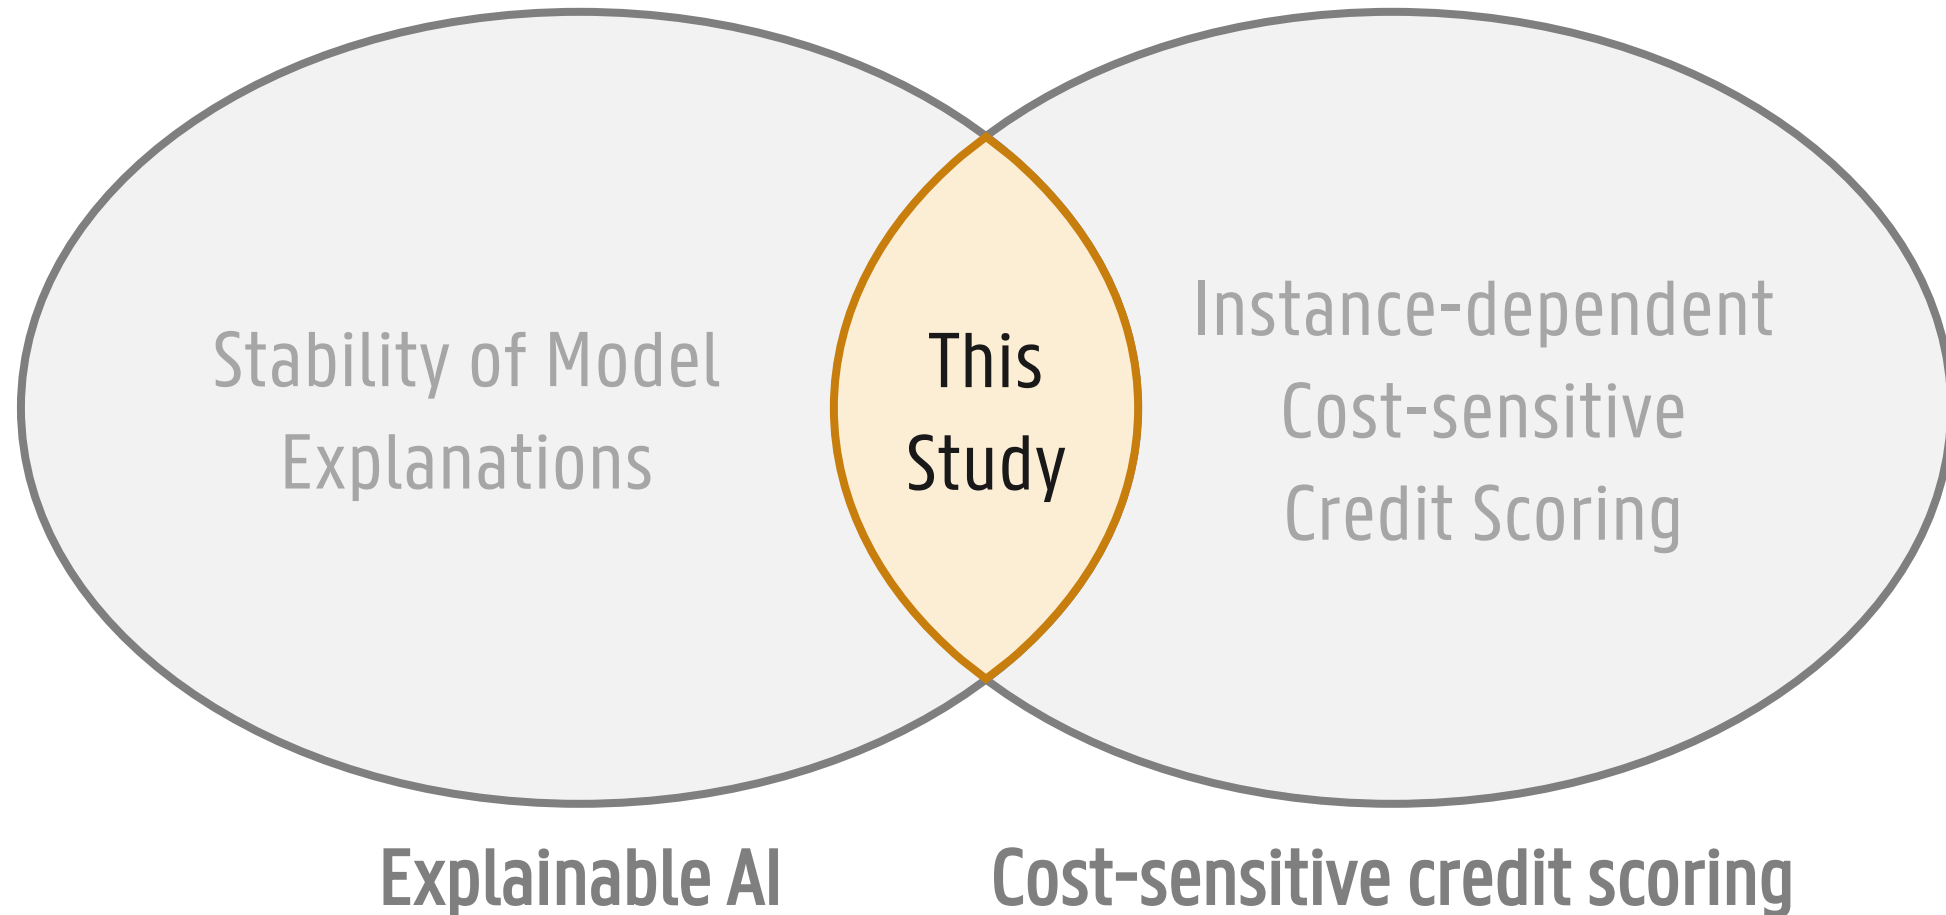 Stability of Model
Explanations
This
Study
Instance-dependent
Cost-sensitive
Credit Scoring
Explainable AI
Cost-sensitive credit scoring